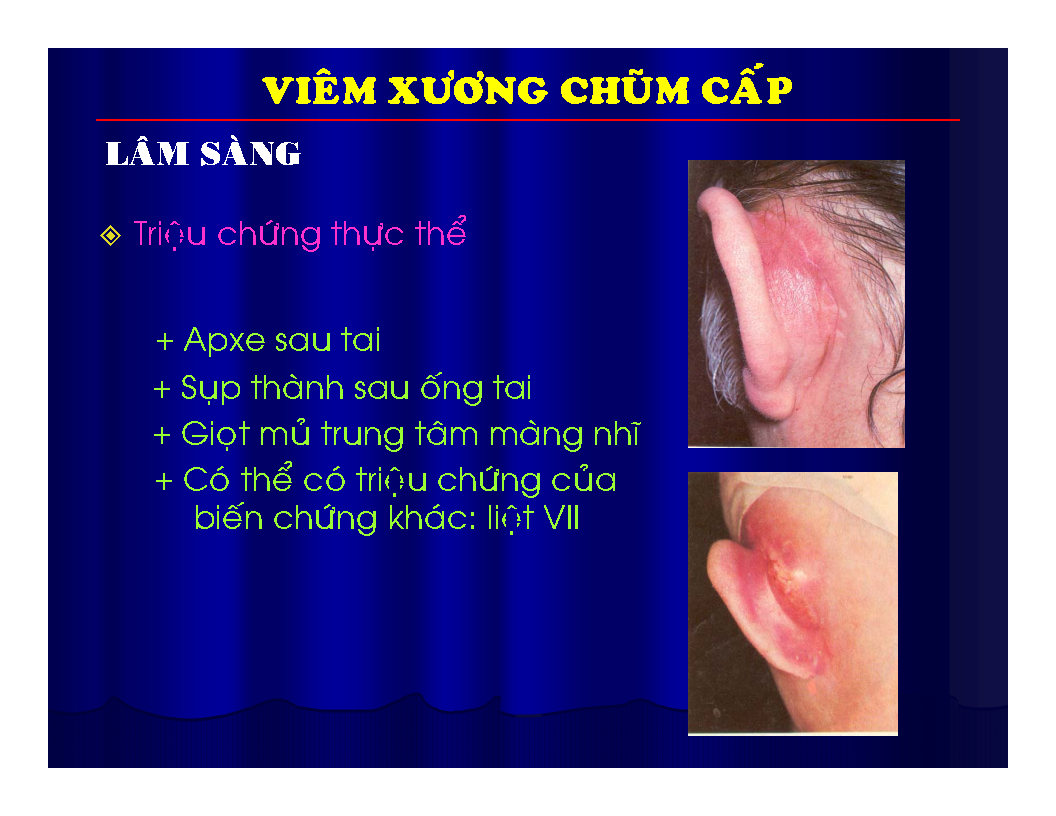 VIÊM XƯƠNG CHŨM CẤP
LÂM SÀNG
Triệu chứng thực thể
+ Apxe sau tai
+ Sụp thành sau ống tai
+ Giọt mủ trung tâm màng nhĩ
+ Có thể có triệu chứng của
biến chứng khác: liệt VII